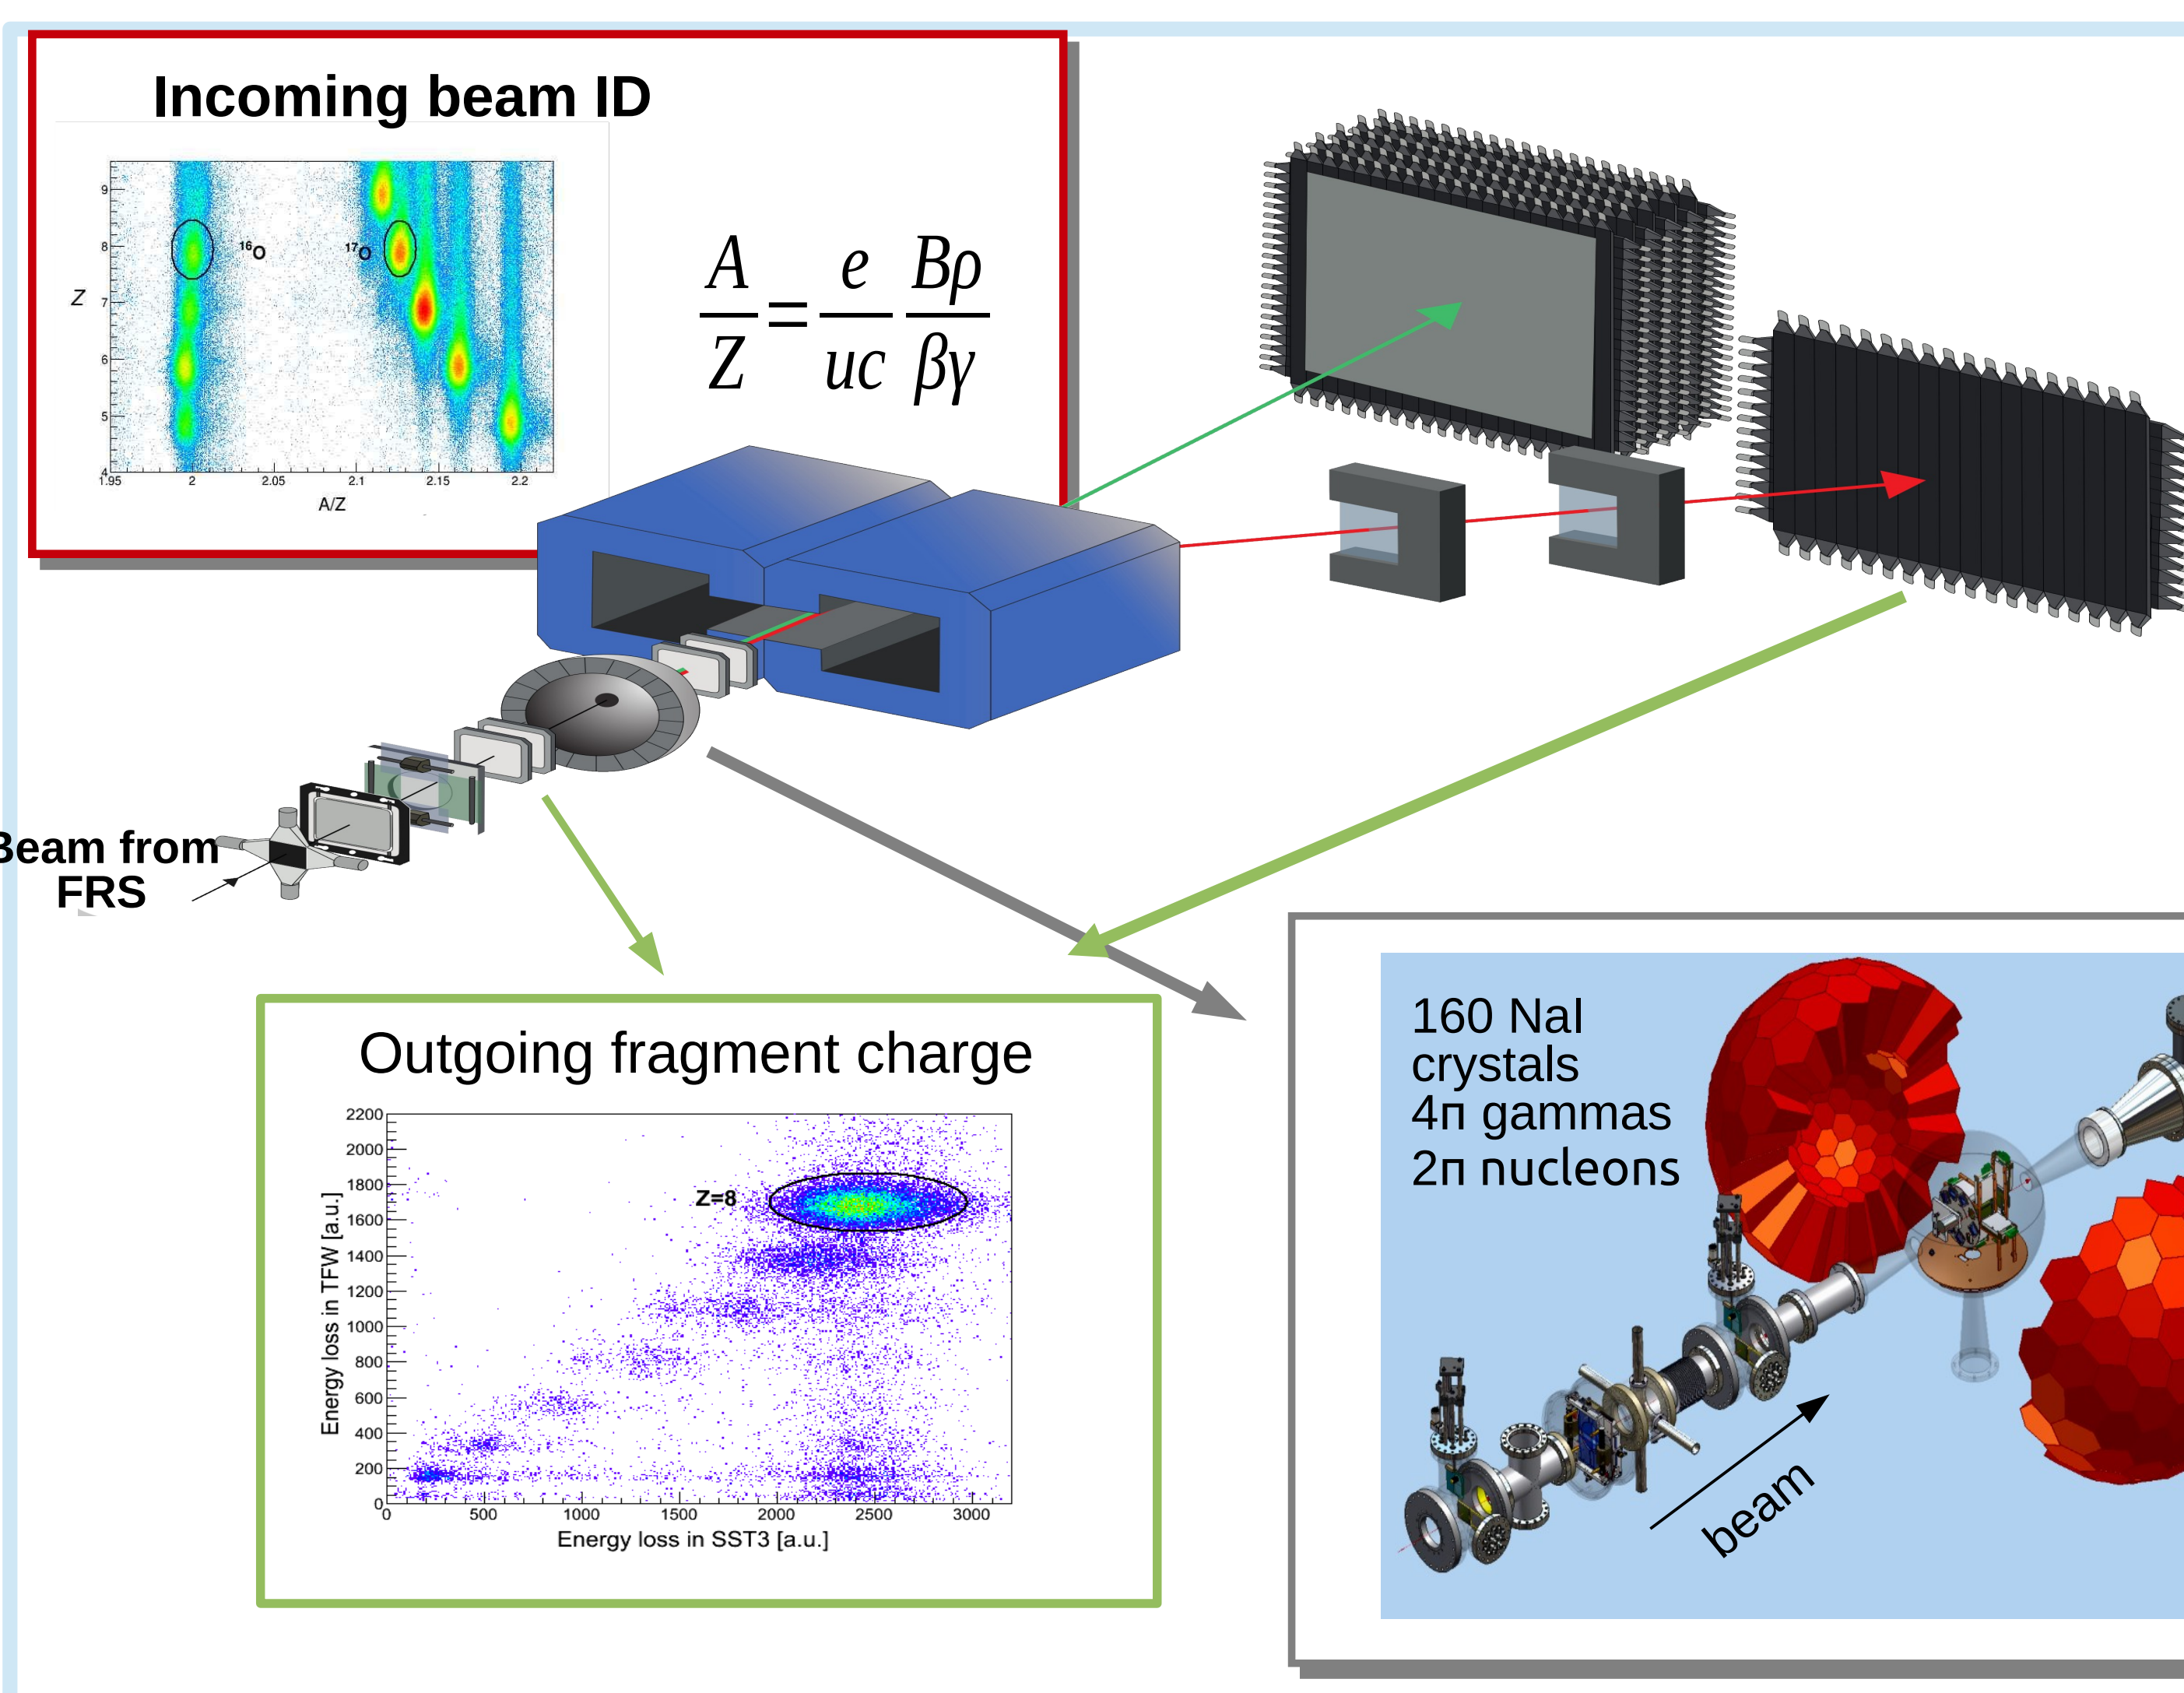 Incoming beam ID
9
8
7
6
5
4
Z
16O
17O
1.95
2
2.05
2.1
2.15
2.2
A/Z
A/Z = e/uc Bρ/βγ
Beam from
FRS
Outgoing fragment charge
2200
2000
1800
1600
1400
1200
1000
800
600
400
200
0
Energy loss in TFW [a.u.]
Z=8
0
500
1000
1500
2000
2500
3000
Energy loss in SST3 [a.u.]
160 NaI
crystals
4π gammas
2π nucleons
beam